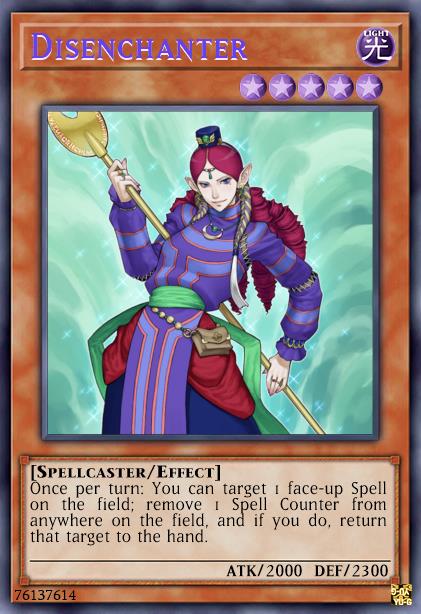 Disenchanter
LIGHT
光
[Spellcaster/Effect]
Once per turn: You can target 1 face-up Spell
on the field; remove 1 Spell Counter from
anywhere on the field, and if you do, return
that target to the hand.
ATK/2000 DEF/2300
76137614